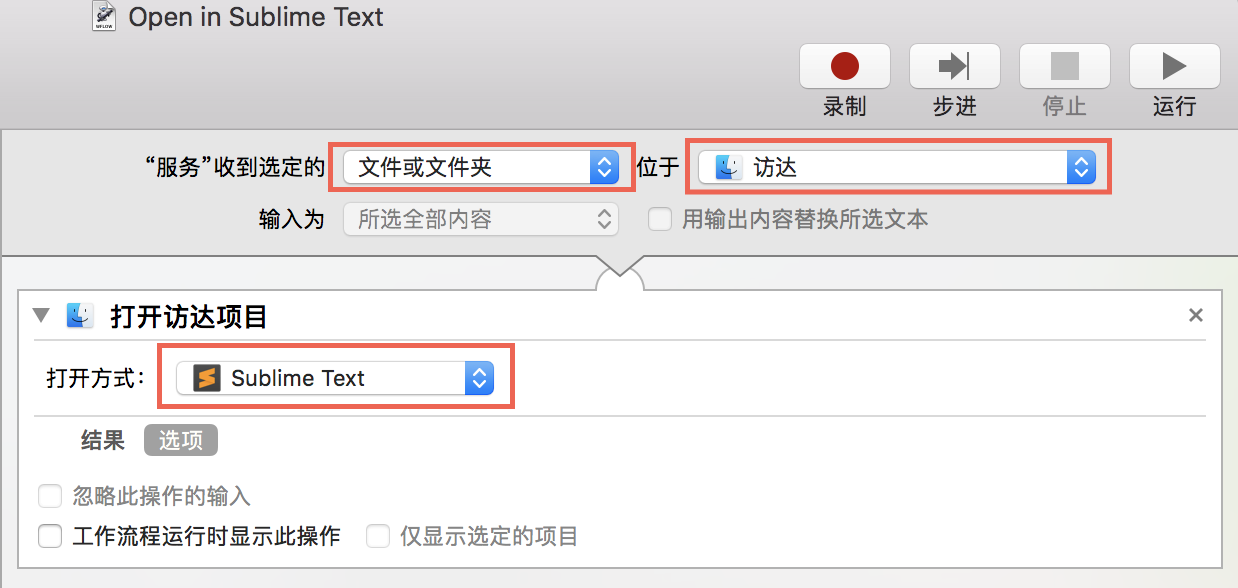 Open in Sublime Text
录制 步进 停止 运行
“服务”收到选定的 文件或文件夹 位于 访达
输入为 所选全部内容 用输出内容替换所选文本
打开访达项目
打开方式： Sublime Text
结果 选项
忽略此操作的输入
工作流程运行时显示此操作 仅显示选定的项目